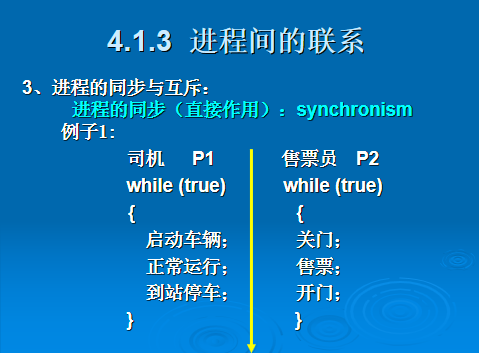 4.1.3 进程间的联系
3、进程的同步与互斥:
进程的同步（直接作用）: synchronism
例子1:
司机 P1 售票员 P2
while (true) while (true)
{ {
启动车辆; 关门;
正常运行; 售票;
到站停车; 开门;
} }